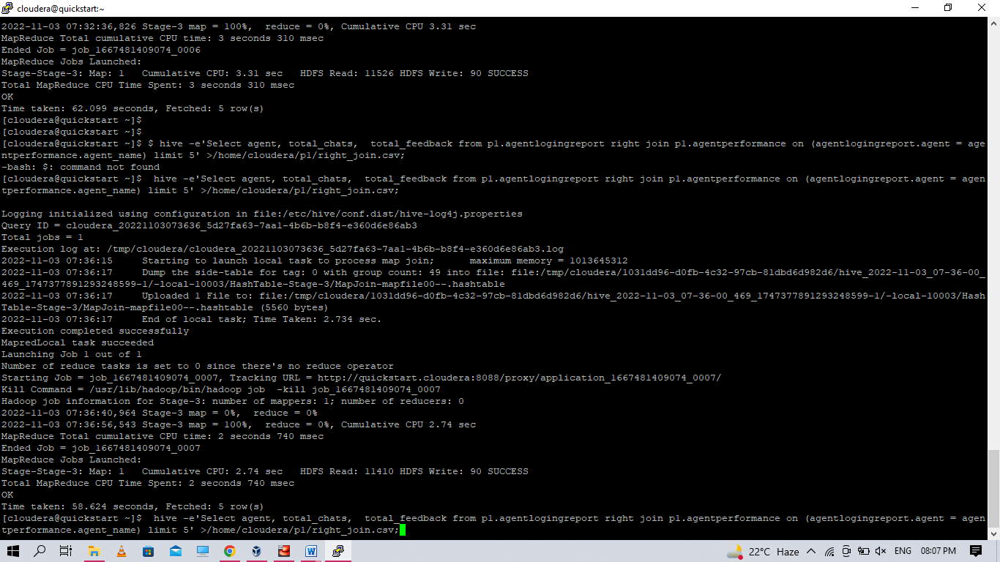 cloudera@quickstart:~
2022-11-03 07:32:36,826 Stage-3 map = 100%,  reduce = 0%, Cumulative CPU 3.31 sec
MapReduce Total cumulative CPU time: 3 seconds 310 msec
Ended Job = job_1667481409074_0006
MapReduce Jobs Launched:
Stage-Stage-3: Map: 1   Cumulative CPU: 3.31 sec   HDFS Read: 11526 HDFS Write: 90 SUCCESS
Total MapReduce CPU Time Spent: 3 seconds 310 msec
OK
Time taken: 62.099 seconds, Fetched: 5 row(s)
[cloudera@quickstart ~]$
[cloudera@quickstart ~]$
[cloudera@quickstart ~]$ $ hive -e'Select agent, total_chats,  total_feedback from p1.agentlogingreport right join p1.agentperformance on (agentlogingreport.agent = age
ntperformance.agent_name) limit 5' >/home/cloudera/p1/right_join.csv;
-bash: $: command not found
[cloudera@quickstart ~]$  hive -e'Select agent, total_chats,  total_feedback from p1.agentlogingreport right join p1.agentperformance on (agentlogingreport.agent = agen
tperformance.agent_name) limit 5' >/home/cloudera/p1/right_join.csv;
Logging initialized using configuration in file:/etc/hive/conf.dist/hive-log4j.properties
Query ID = cloudera_20221103073636_5d27fa63-7aa1-4b6b-b8f4-e360d6e86ab3
Total jobs = 1
Execution log at: /tmp/cloudera/cloudera_20221103073636_5d27fa63-7aa1-4b6b-b8f4-e360d6e86ab3.log
2022-11-03 07:36:15     Starting to launch local task to process map join;      maximum memory = 1013645312
2022-11-03 07:36:17     Dump the side-table for tag: 0 with group count: 49 into file: file:/tmp/cloudera/1031dd96-d0fb-4c32-97cb-81dbd6d982d6/hive_2022-11-03_07-36-00_
469_1747377891293248599-1/-local-10003/HashTable-Stage-3/MapJoin-mapfile00--.hashtable
2022-11-03 07:36:17     Uploaded 1 File to: file:/tmp/cloudera/1031dd96-d0fb-4c32-97cb-81dbd6d982d6/hive_2022-11-03_07-36-00_469_1747377891293248599-1/-local-10003/Hash
Table-Stage-3/MapJoin-mapfile00--.hashtable (5560 bytes)
2022-11-03 07:36:17     End of local task; Time Taken: 2.734 sec.
Execution completed successfully
MapredLocal task succeeded
Launching Job 1 out of 1
Number of reduce tasks is set to 0 since there's no reduce operator
Starting Job = job_1667481409074_0007, Tracking URL = http://quickstart.cloudera:8088/proxy/application_1667481409074_0007/
Kill Command = /usr/lib/hadoop/bin/hadoop job  -kill job_1667481409074_0007
Hadoop job information for Stage-3: number of mappers: 1; number of reducers: 0
2022-11-03 07:36:40,964 Stage-3 map = 0%,  reduce = 0%
2022-11-03 07:36:56,543 Stage-3 map = 100%,  reduce = 0%, Cumulative CPU 2.74 sec
MapReduce Total cumulative CPU time: 2 seconds 740 msec
Ended Job = job_1667481409074_0007
MapReduce Jobs Launched:
Stage-Stage-3: Map: 1   Cumulative CPU: 2.74 sec   HDFS Read: 11410 HDFS Write: 90 SUCCESS
Total MapReduce CPU Time Spent: 2 seconds 740 msec
OK
Time taken: 58.624 seconds, Fetched: 5 row(s)
[cloudera@quickstart ~]$  hive -e'Select agent, total_chats,  total_feedback from p1.agentlogingreport right join p1.agentperformance on (agentlogingreport.agent = agen
tperformance.agent_name) limit 5' >/home/cloudera/p1/right_join.csv;
22°C Haze ENG 08:07 PM